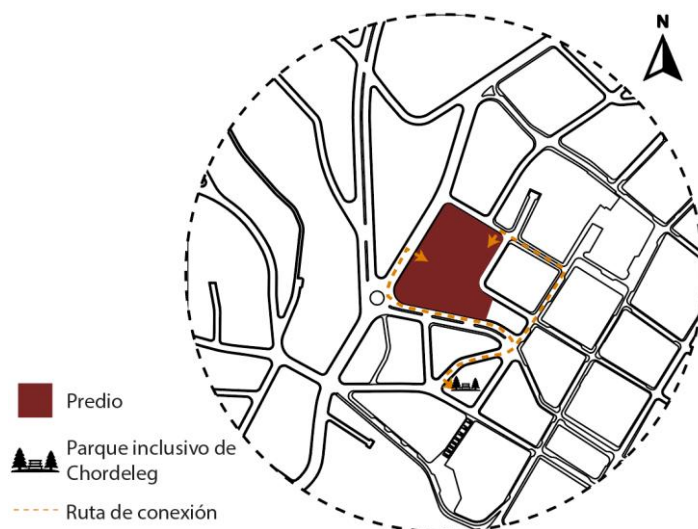 N
Predio
Parque inclusivo de
Chordeleg
Ruta de conexión